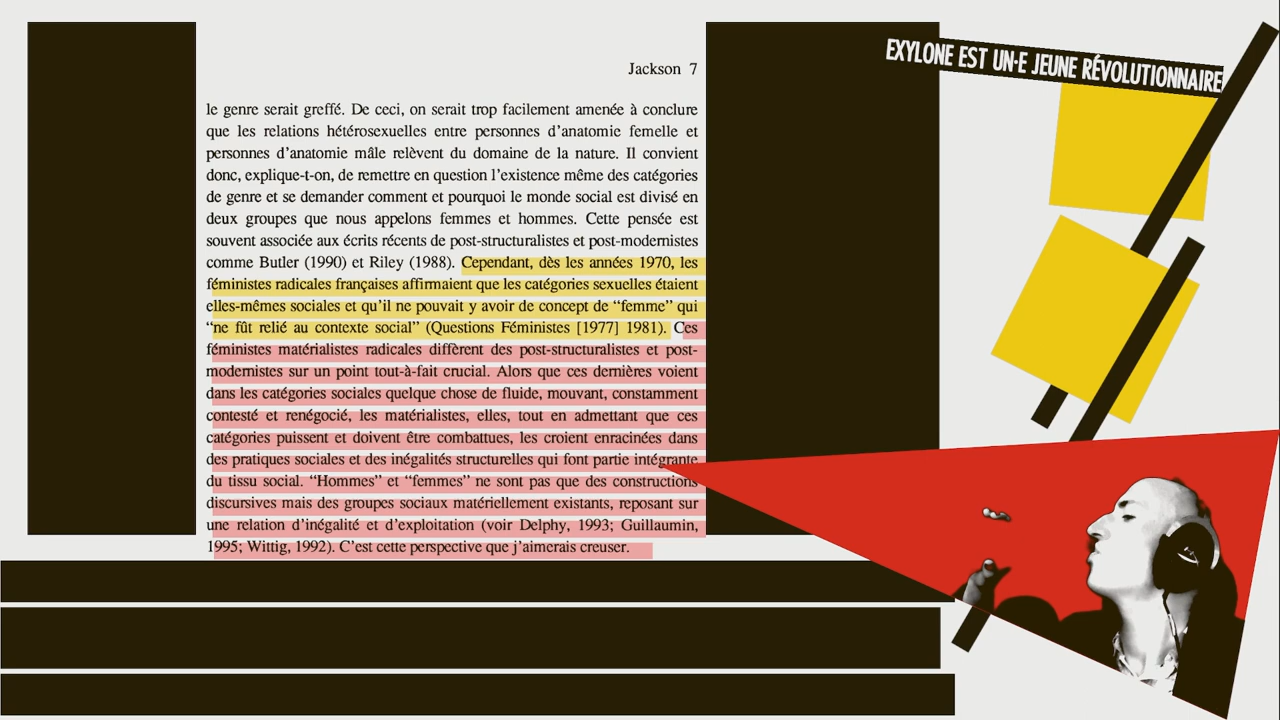 Jackson 7
le genre serait greffé. De ceci, on serait trop facilement amenée à conclure
que les relations hétérosexuelles entre personnes d’anatomie femelle et
personnes d’anatomie mâle relèvent du domaine de la nature. Il convient
donc, explique-t-on, de remettre en question l’existence même des catégories
de genre et se demander comment et pourquoi le monde social est divisé en
deux groupes que nous appelons femmes et hommes. Cette pensée est
souvent associée aux écrits récents de post-structuralistes et post-modernistes
comme Butler (1990) et Riley (1988). Cependant, dès les années 1970, les
féministes radicales françaises affirmaient que les catégories sexuelles étaient
elles-mêmes sociales et qu’il ne pouvait y avoir de concept de “femme” qui
“ne fût relié au contexte social” (Questions Féministes [1977] 1981). Ces
féministes matérialistes radicales diffèrent des post-structuralistes et post-
modernistes sur un point tout-à-fait crucial. Alors que ces dernières voient
dans les catégories sociales quelque chose de fluide, mouvant, constamment
contesté et renégocié, les matérialistes, elles, tout en admettant que ces
catégories puissent et doivent être combattues, les croient enracinées dans
des pratiques sociales et des inégalités structurelles qui font partie intégrante
du tissu social. “Hommes” et “femmes” ne sont pas que des constructions
discursives mais des groupes sociaux matériellement existants, reposant sur
une relation d’inégalité et d’exploitation (voir Delphy, 1993; Guillaumin,
1995; Wittig, 1992). C’est cette perspective que j’aimerais creuser.
EXYLONE EST UN·E JEUNE RÉVOLUTIONNAIRE